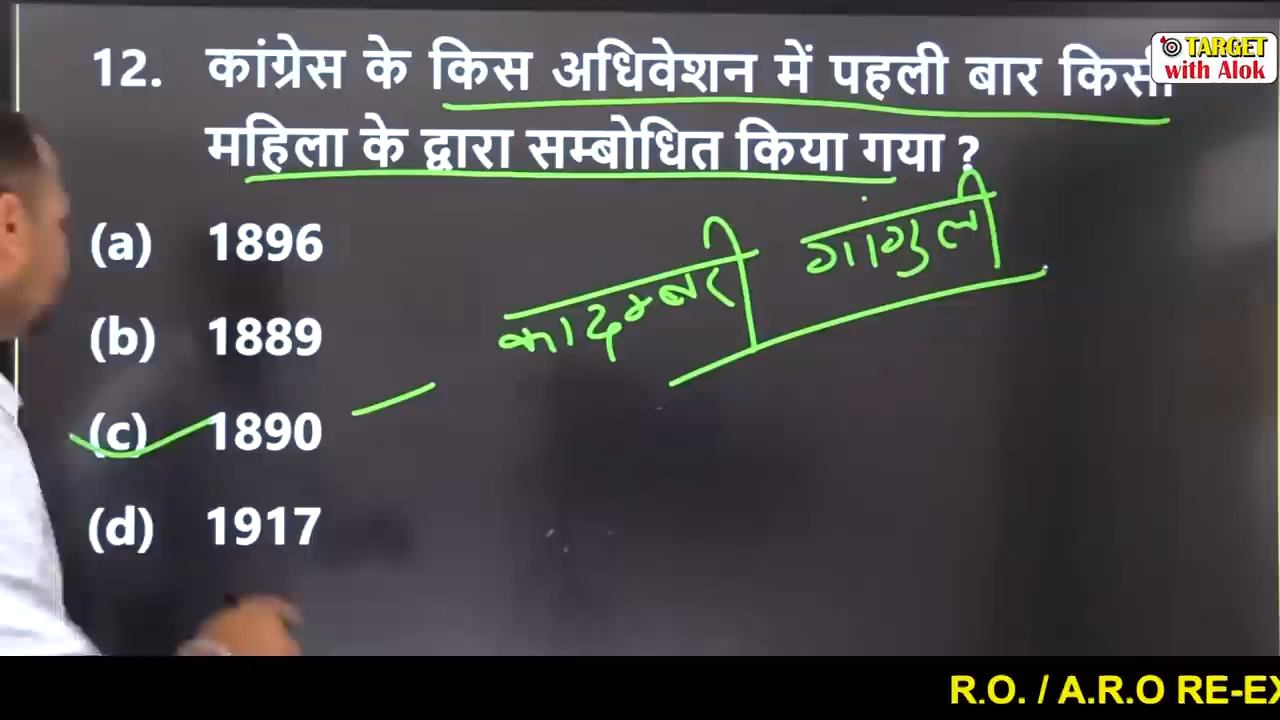 TARGET
with Alok
12. कांग्रेस के किस अधिवेशन में पहली बार किसी
महिला के द्वारा सम्बोधित किया गया ?
(a) 1896
(b) 1889
(c) 1890
(d) 1917
कादम्बरी गांगुली
R.O. / A.R.O RE-EX